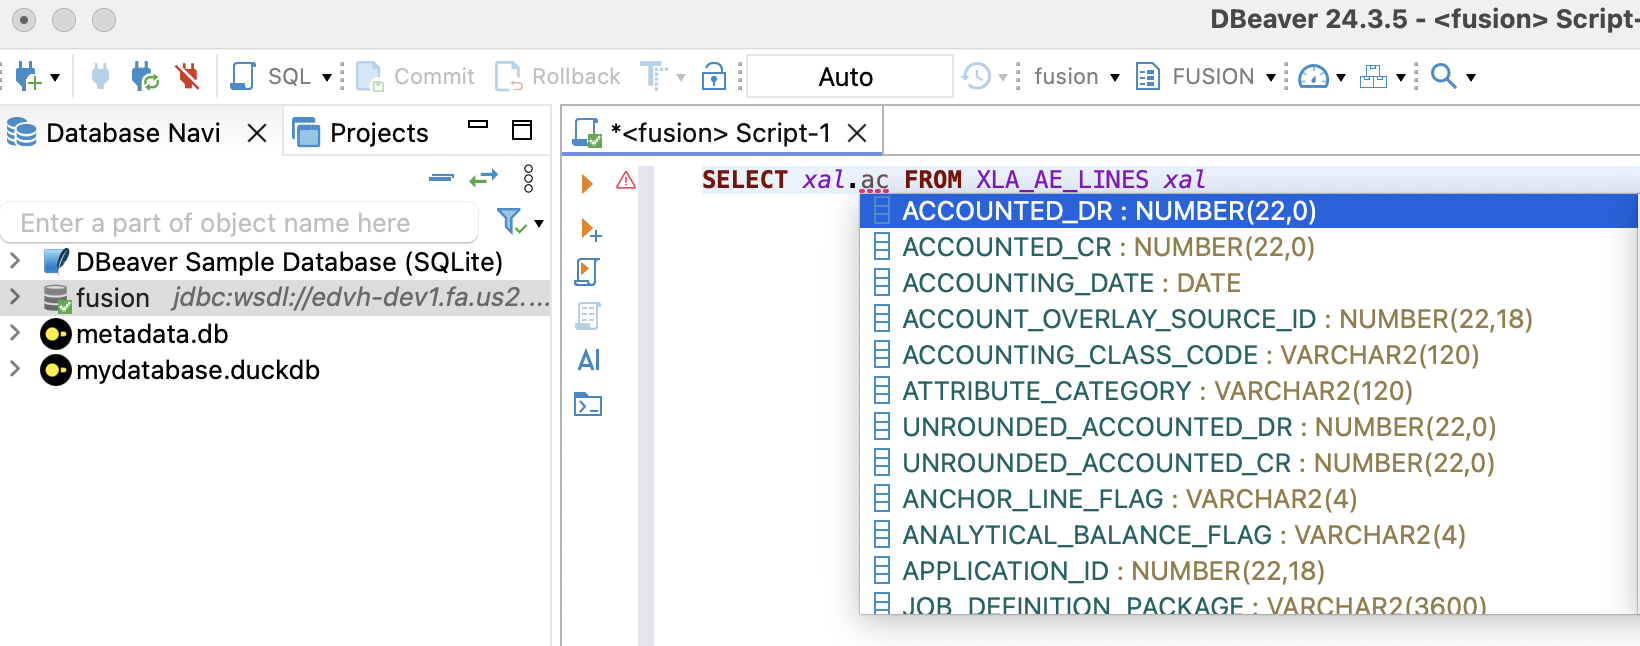 DBeaver 24.3.5 - <fusion> Script-
SQL Commit Rollback Auto fusion FUSION
Database Navi Projects
*<fusion> Script-1
Enter a part of object name here
DBeaver Sample Database (SQLite)
fusion jdbc:wsdl://edvh-dev1.fa.us2....
metadata.db
mydatabase.duckdb
AI
SELECT xal.ac FROM XLA_AE_LINES xal
ACCOUNTED_DR : NUMBER(22,0)
ACCOUNTED_CR : NUMBER(22,0)
ACCOUNTING_DATE : DATE
ACCOUNT_OVERLAY_SOURCE_ID : NUMBER(22,18)
ACCOUNTING_CLASS_CODE : VARCHAR2(120)
ATTRIBUTE_CATEGORY : VARCHAR2(120)
UNROUNDED_ACCOUNTED_DR : NUMBER(22,0)
UNROUNDED_ACCOUNTED_CR : NUMBER(22,0)
ANCHOR_LINE_FLAG : VARCHAR2(4)
ANALYTICAL_BALANCE_FLAG : VARCHAR2(4)
APPLICATION_ID : NUMBER(22,18)
JOB_DEFINITION_PACKAGE : VARCHAR2(3600)